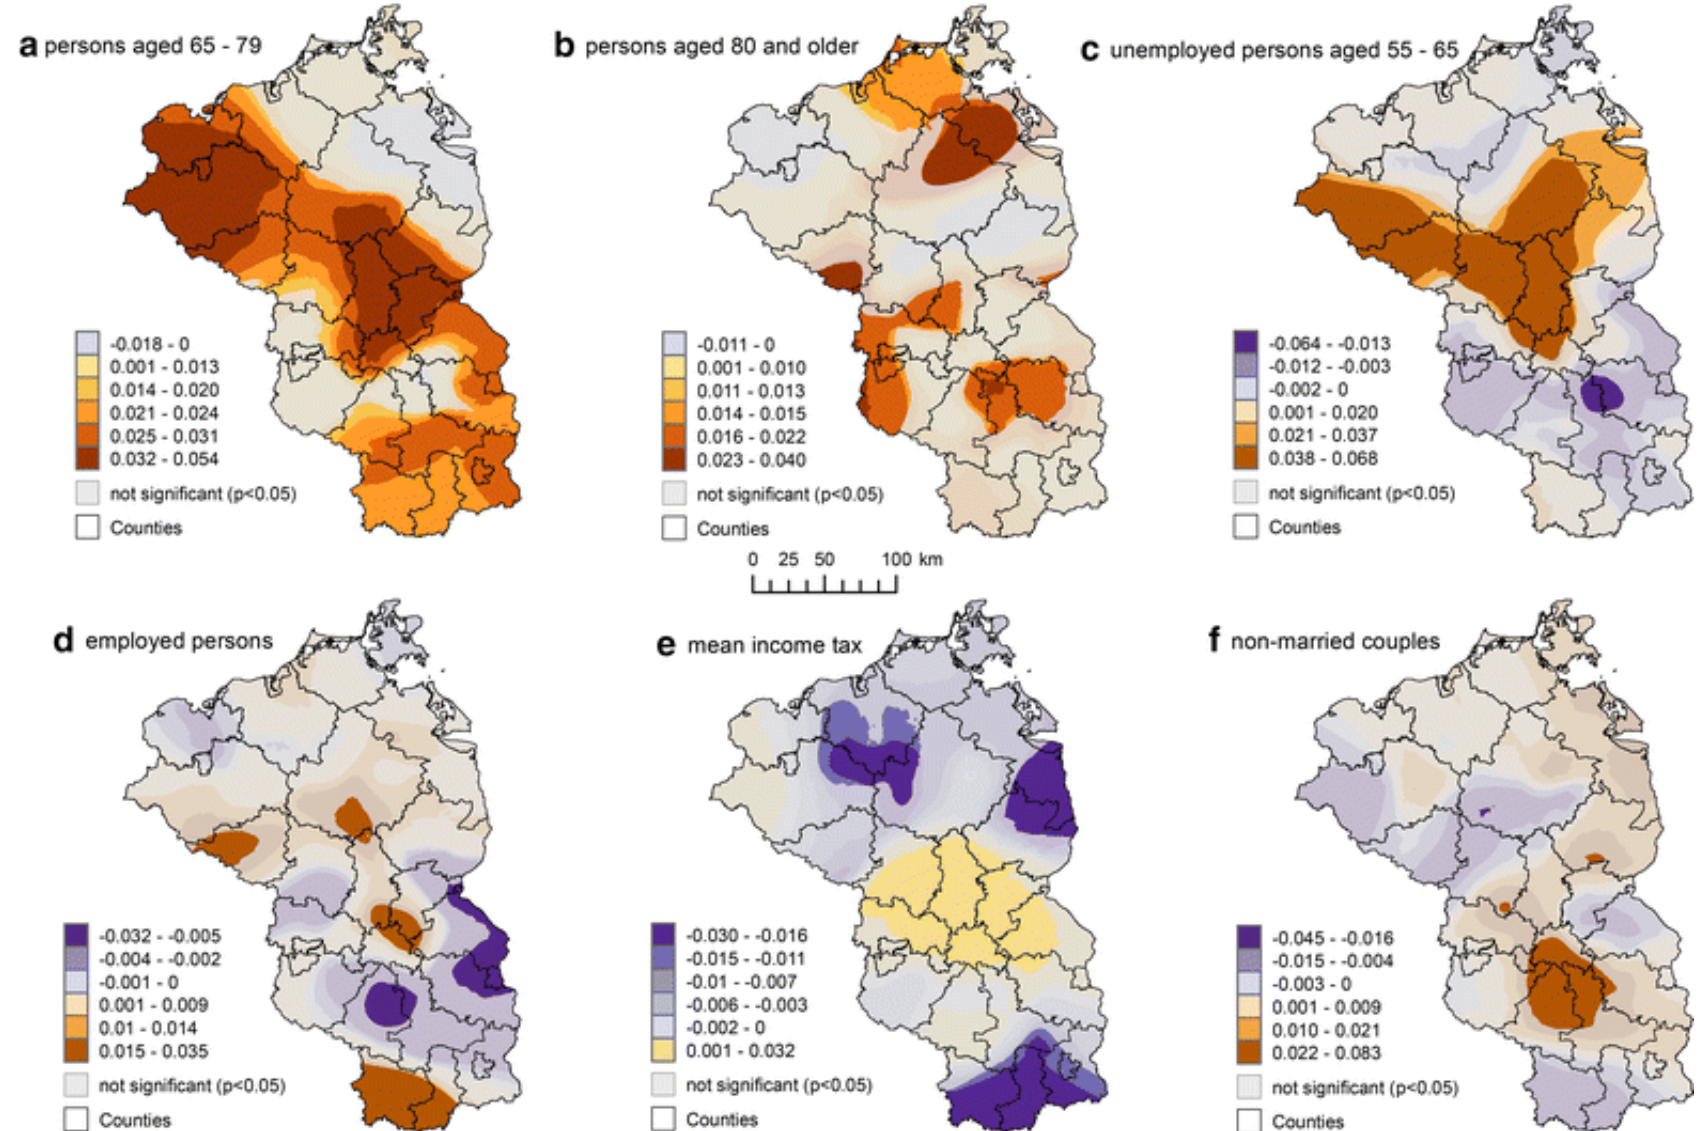 a persons aged 65 - 79
-0.018 - 0
0.001 - 0.013
0.014 - 0.020
0.021 - 0.024
0.025 - 0.031
0.032 - 0.054
not significant (p<0.05)
Counties
b persons aged 80 and older
-0.011 - 0
0.001 - 0.010
0.011 - 0.013
0.014 - 0.015
0.016 - 0.022
0.023 - 0.040
not significant (p<0.05)
Counties
c unemployed persons aged 55 - 65
-0.064 - -0.013
-0.012 - -0.003
-0.002 - 0
0.001 - 0.020
0.021 - 0.037
0.038 - 0.068
not significant (p<0.05)
Counties
0 25 50 100 km
d employed persons
-0.032 - -0.005
-0.004 - -0.002
-0.001 - 0
0.001 - 0.009
0.01 - 0.014
0.015 - 0.035
not significant (p<0.05)
Counties
e mean income tax
-0.030 - -0.016
-0.015 - -0.011
-0.01 - -0.007
-0.006 - -0.003
-0.002 - 0
0.001 - 0.032
not significant (p<0.05)
Counties
f non-married couples
-0.045 - -0.016
-0.015 - -0.004
-0.003 - 0
0.001 - 0.009
0.010 - 0.021
0.022 - 0.083
not significant (p<0.05)
Counties